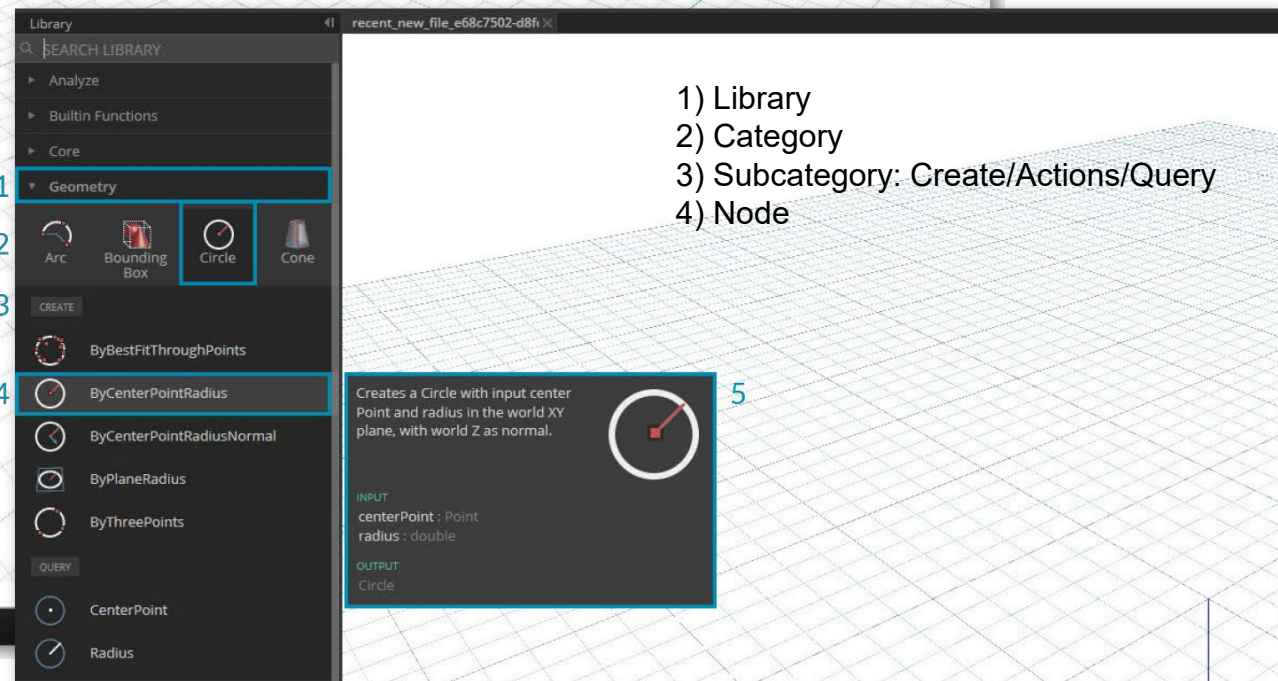 Library
recent_new_file_e68c7502-d8f
SEARCH LIBRARY
Analyze
Builtin Functions
Core
1
Geometry
2
Arc
Bounding
Box
Circle
Cone
3
CREATE
ByBestFitThroughPoints
4
ByCenterPointRadius
ByCenterPointRadiusNormal
ByPlaneRadius
ByThreePoints
QUERY
CenterPoint
Radius
1) Library
2) Category
3) Subcategory: Create/Actions/Query
4) Node
Creates a Circle with input center
Point and radius in the world XY
plane, with world Z as normal.
INPUT
centerPoint : Point
radius : double
OUTPUT
Circle
5